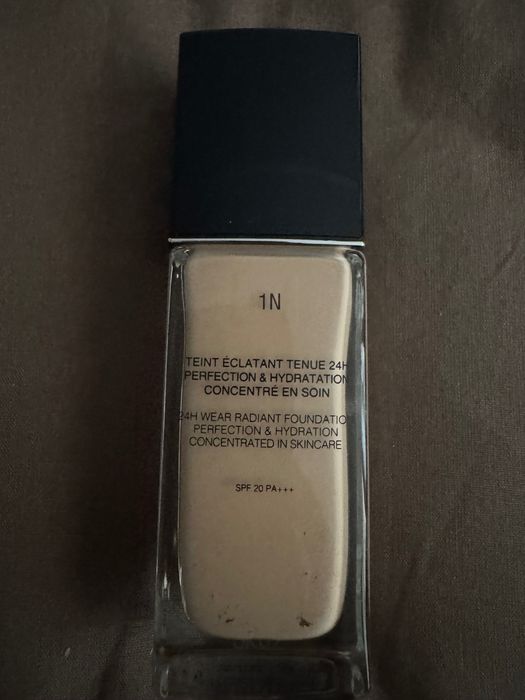 1N
TEINT ÉCLATANT TENUE 24H
PERFECTION & HYDRATATION
CONCENTRÉ EN SOIN
24H WEAR RADIANT FOUNDATION
PERFECTION & HYDRATION
CONCENTRATED IN SKINCARE
SPF 20 PA+++